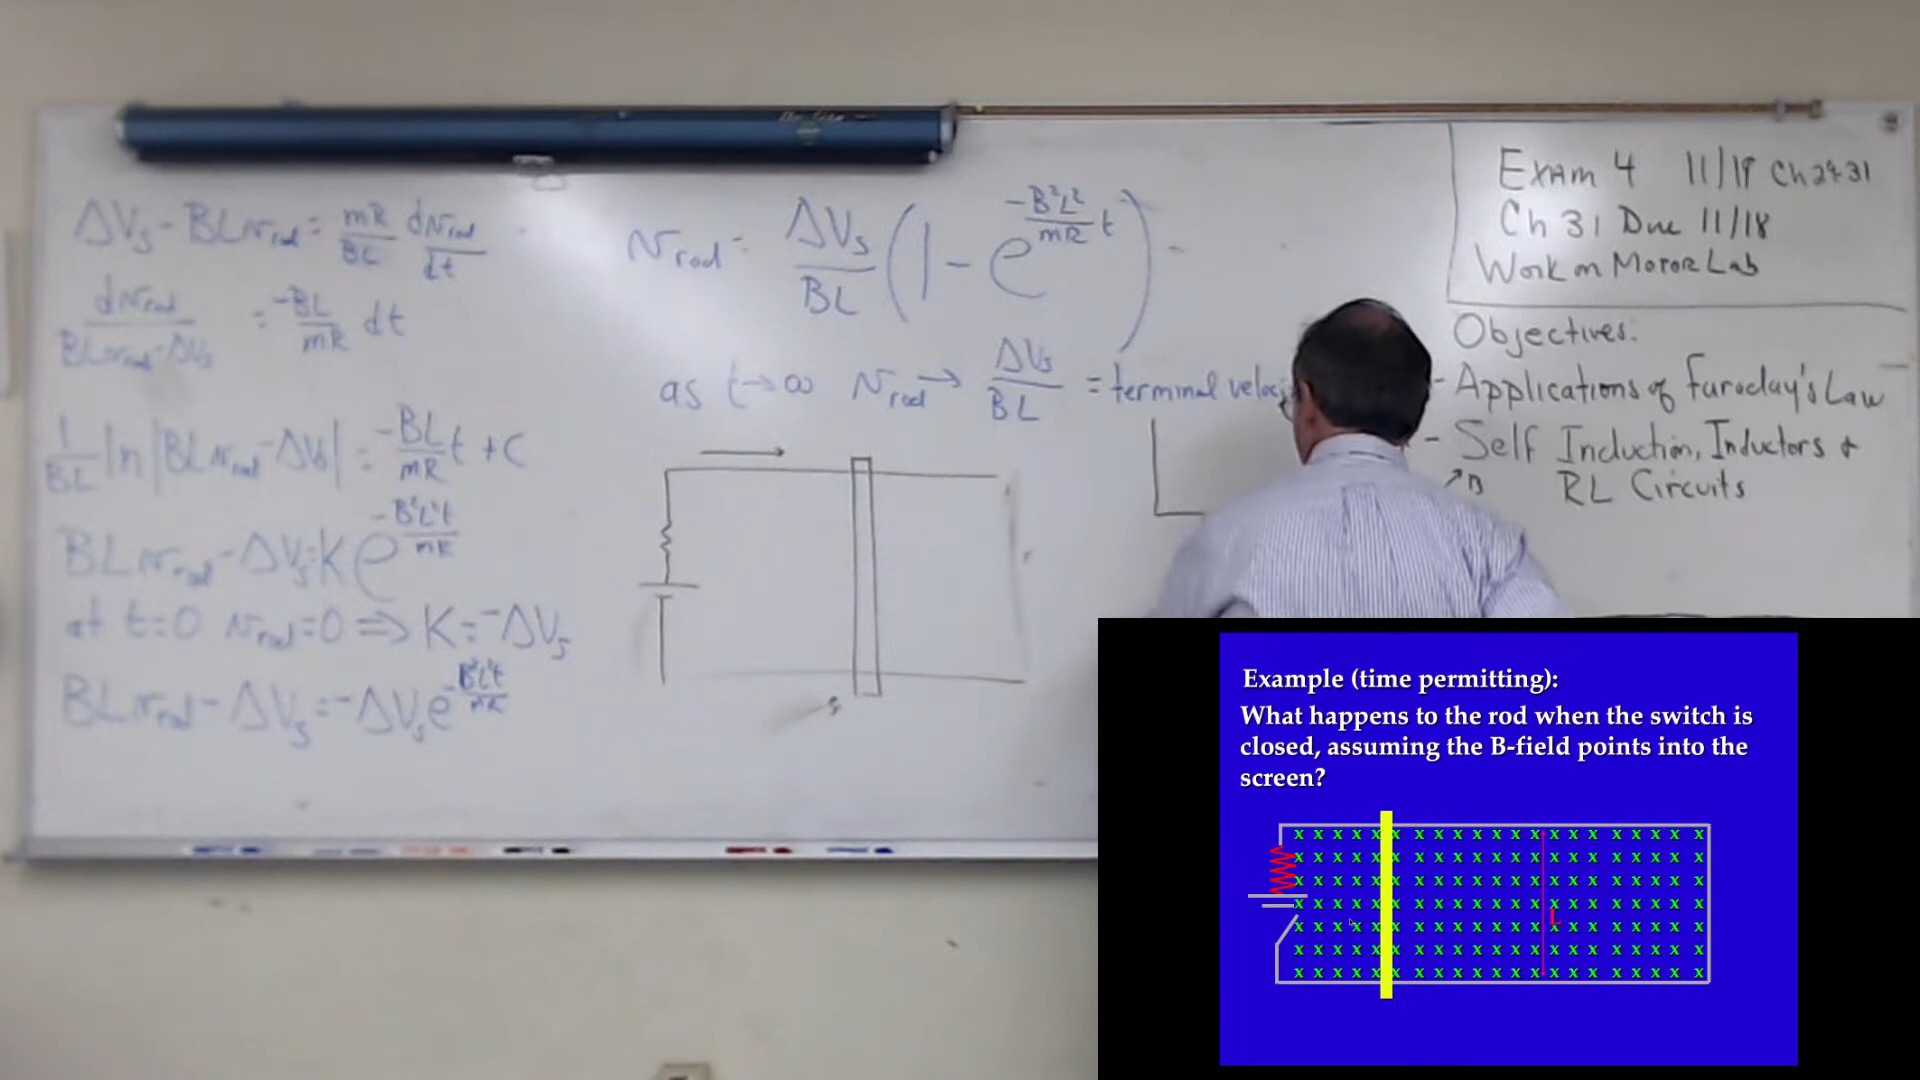 ΔVs - BLvrod = mR/BL dvrod/dt
dvrod/(BLvrod - ΔVs) = -BL/mR dt
1/BL ln|BLvrod - ΔVs| = -BL/mR t + C
BLvrod - ΔVs = K e^(-B²L²t/mR)
at t=0 vrod=0 ⇒ K = -ΔVs
BLvrod - ΔVs = -ΔVs e^(-B²L²t/mR)
vrod = ΔVs/BL (1 - e^(-B²L²/mR t))
as t→∞ vrod → ΔVs/BL = terminal veloci
Exam 4 11/19 Ch 29-31
Ch 31 Due 11/18
Work on Motor Lab
Objectives:
- Applications of Faraday's Law
- Self Induction, Inductors &
RL Circuits
Example (time permitting):
What happens to the rod when the switch is
closed, assuming the B-field points into the
screen?
L